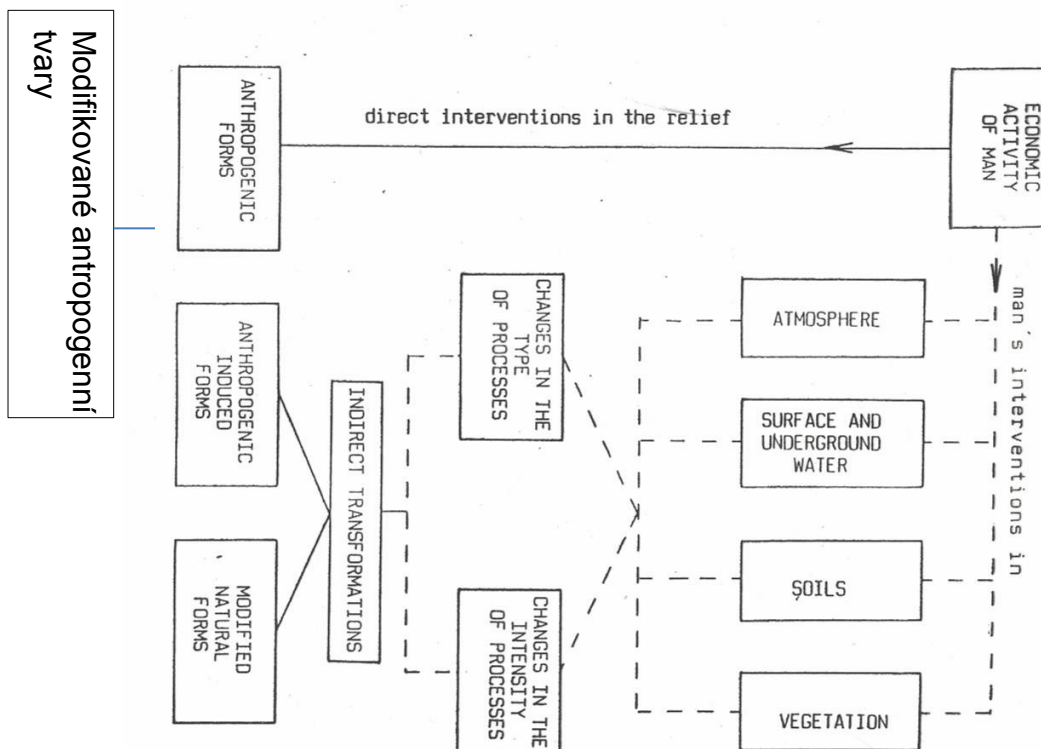 Modifikované antropogenní
tvary
ANTHROPOGENIC
FORMS
direct interventions in the relief
ECONOMIC
ACTIVITY
OF MAN
man's interventions in
ATMOSPHERE
SURFACE AND
UNDERGROUND
WATER
SOILS
VEGETATION
CHANGES IN THE
TYPE
OF PROCESSES
CHANGES IN THE
INTENSITY
OF PROCESSES
INDIRECT TRANSFORMATIONS
ANTHROPOGENIC
INDUCED
FORMS
MODIFIED
NATURAL
FORMS